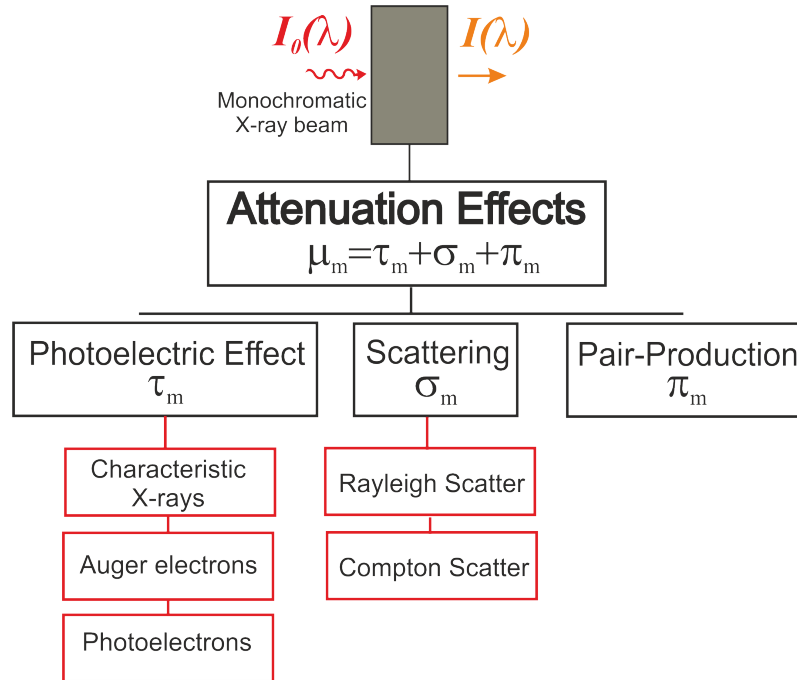 I₀(λ)
I(λ)
Monochromatic
X-ray beam
Attenuation Effects
μₘ=τₘ+σₘ+πₘ
Photoelectric Effect
τₘ
Scattering
σₘ
Pair-Production
πₘ
Characteristic
X-rays
Auger electrons
Photoelectrons
Rayleigh Scatter
Compton Scatter